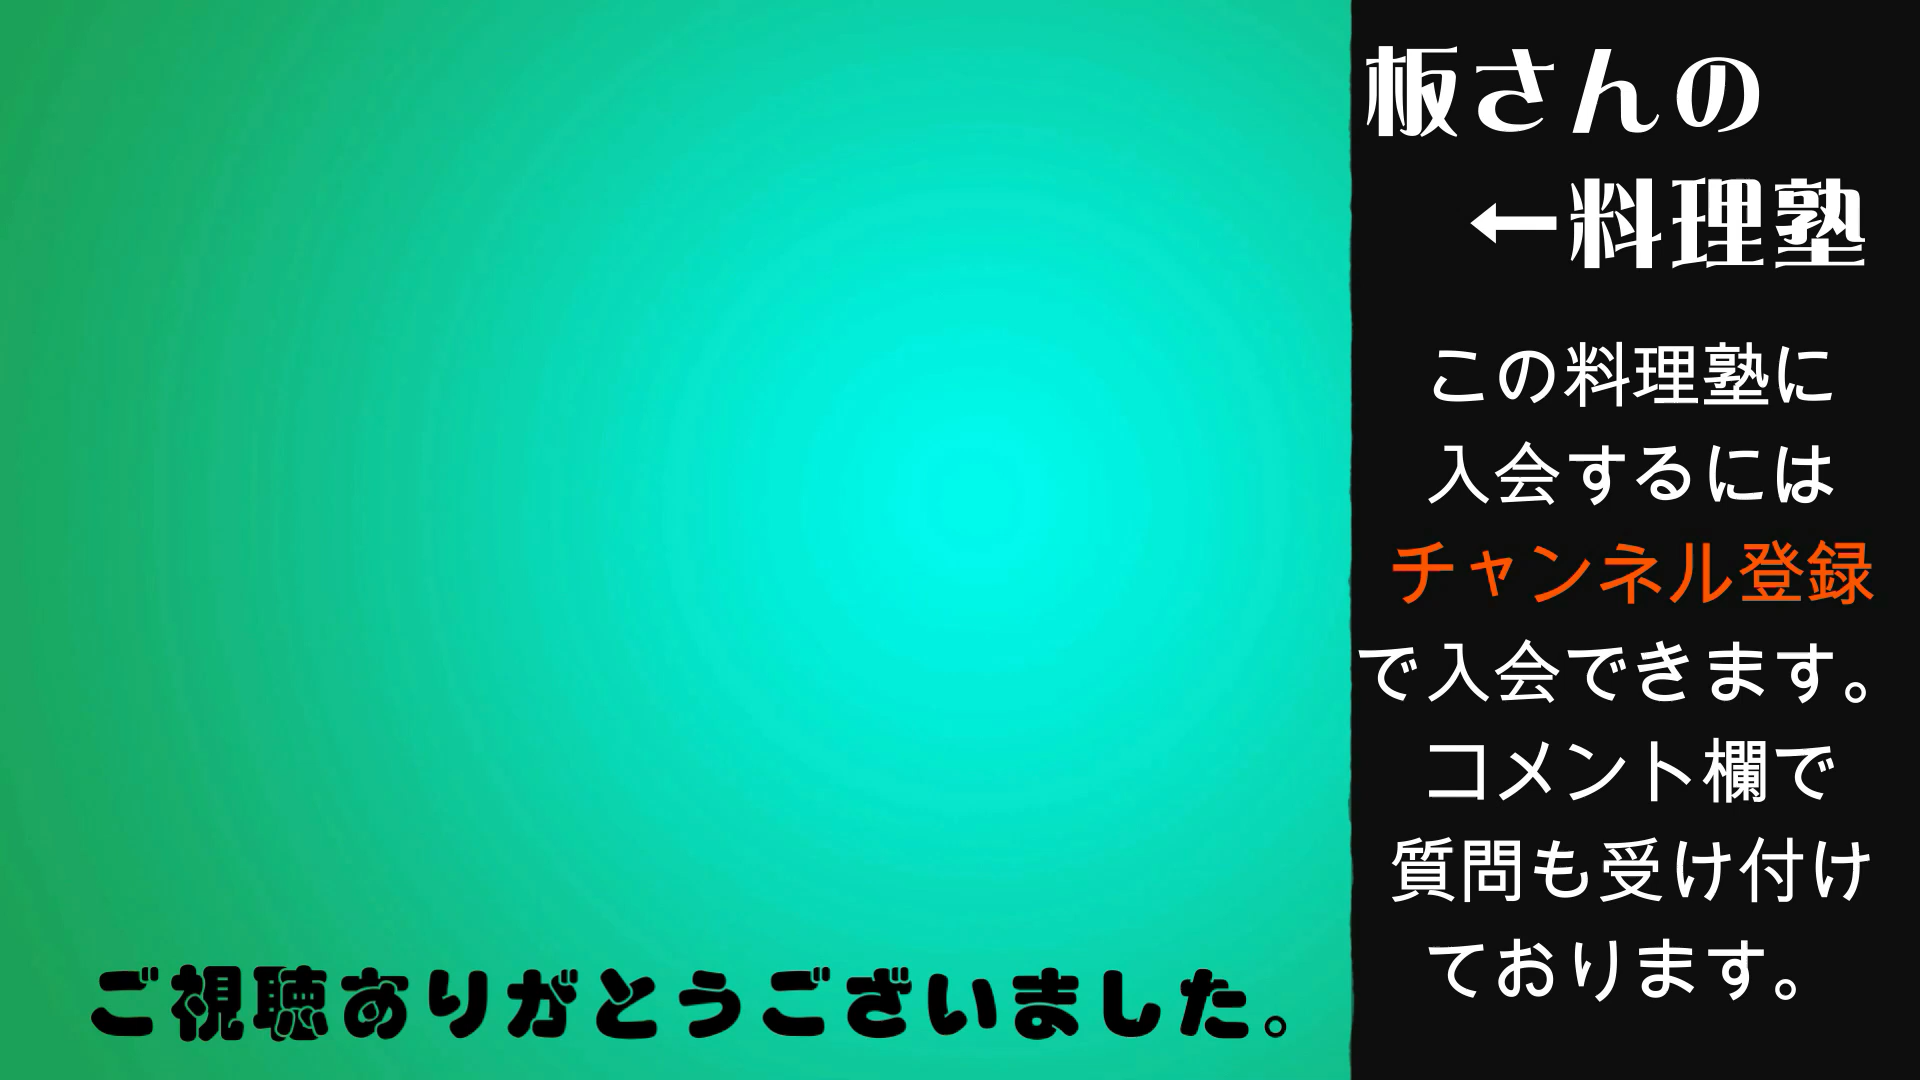 板さんの
←料理塾
この料理塾に
入会するには
チャンネル登録
で入会できます。
コメント欄で
質問も受け付け
ております。
ご視聴ありがとうございました。